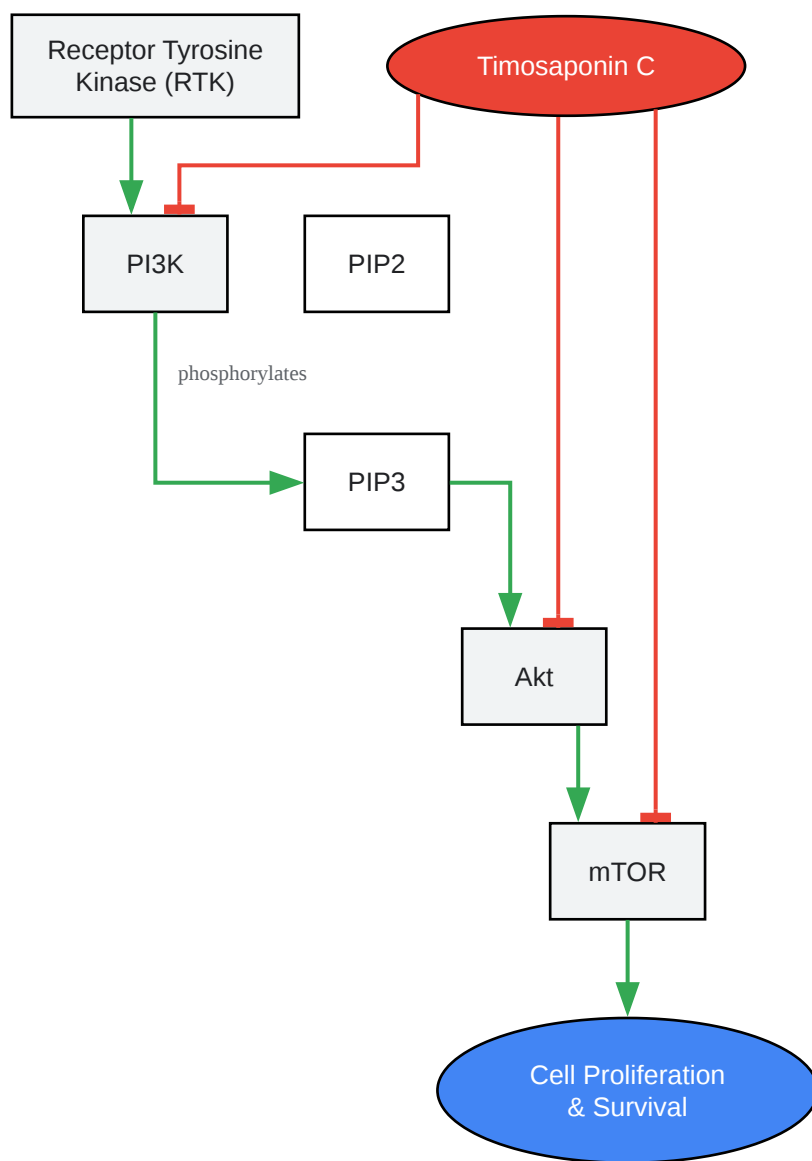 Receptor Tyrosine
Kinase (RTK)
Timosaponin C
PI3K
PIP2
phosphorylates
PIP3
Akt
mTOR
Cell Proliferation
& Survival